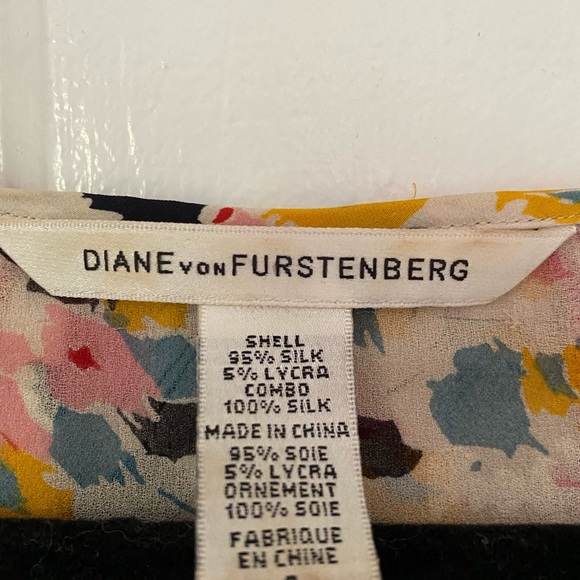 DIANE VON FURSTENBERG
SHELL
95% SILK
5% LYCRA
COMBO
100% SILK
MADE IN CHINA
95% SOIE
5% LYCRA
ORNEMENT
100% SOIE
FABRIQUE
EN CHINE